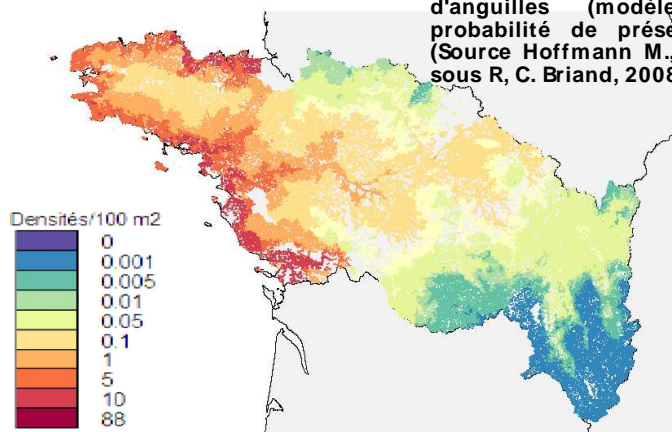 d'anguilles (modèle
probabilité de prése
(Source Hoffmann M.,
sous R, C. Briand, 2008
Densités/100 m2
0
0.001
0.005
0.01
0.05
0.1
1
5
10
88